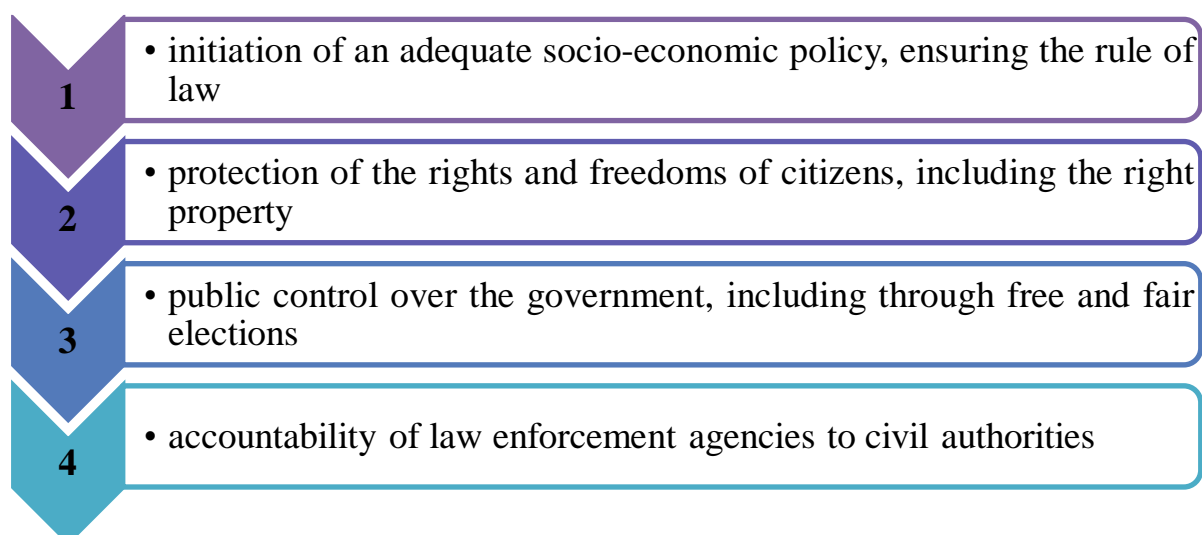 1
• initiation of an adequate socio-economic policy, ensuring the rule of
law
2
• protection of the rights and freedoms of citizens, including the right
property
3
• public control over the government, including through free and fair
elections
4
• accountability of law enforcement agencies to civil authorities